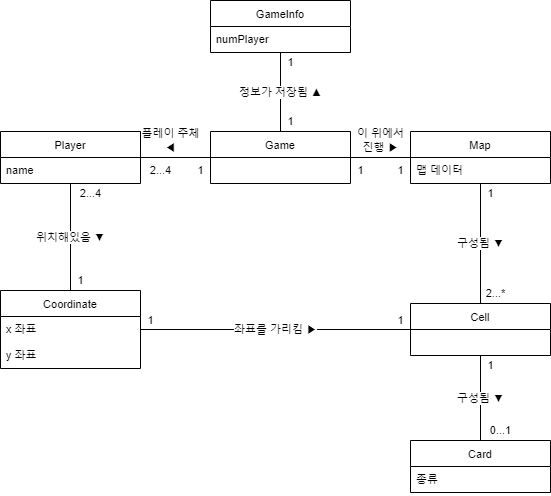 GameInfo
numPlayer
1
정보가 저장됨 ▲
1
플레이 주체
◀
이 위에서
진행 ▶
Player
name
2...4
1
Game
1
1
Map
맵 데이터
2...4
1
위치해있음 ▼
구성됨 ▼
1
2...*
Coordinate
x 좌표
y 좌표
1
좌표를 가리킴 ▶
1
Cell
1
구성됨 ▼
0...1
Card
종류